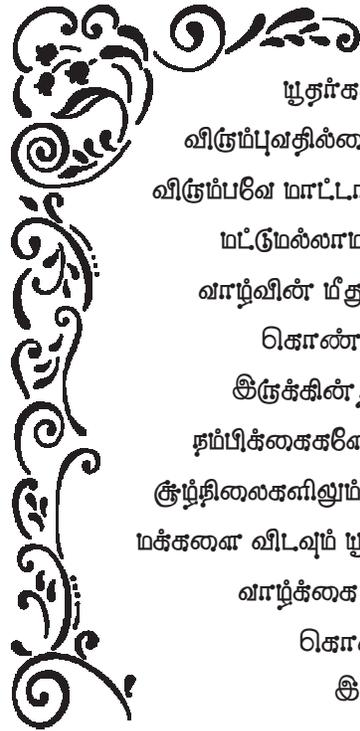 யூதர்க
விரும்புவதில்லை
விரும்பவே மாட்டா
மட்டுமல்லாம
வாழ்வின் மீது
கொண்
இருக்கின்
நம்பிக்கைகளே
சூழ்நிலைகளிலும்
மக்களை விடவும் யூ
வாழ்க்கை
கொ
இ